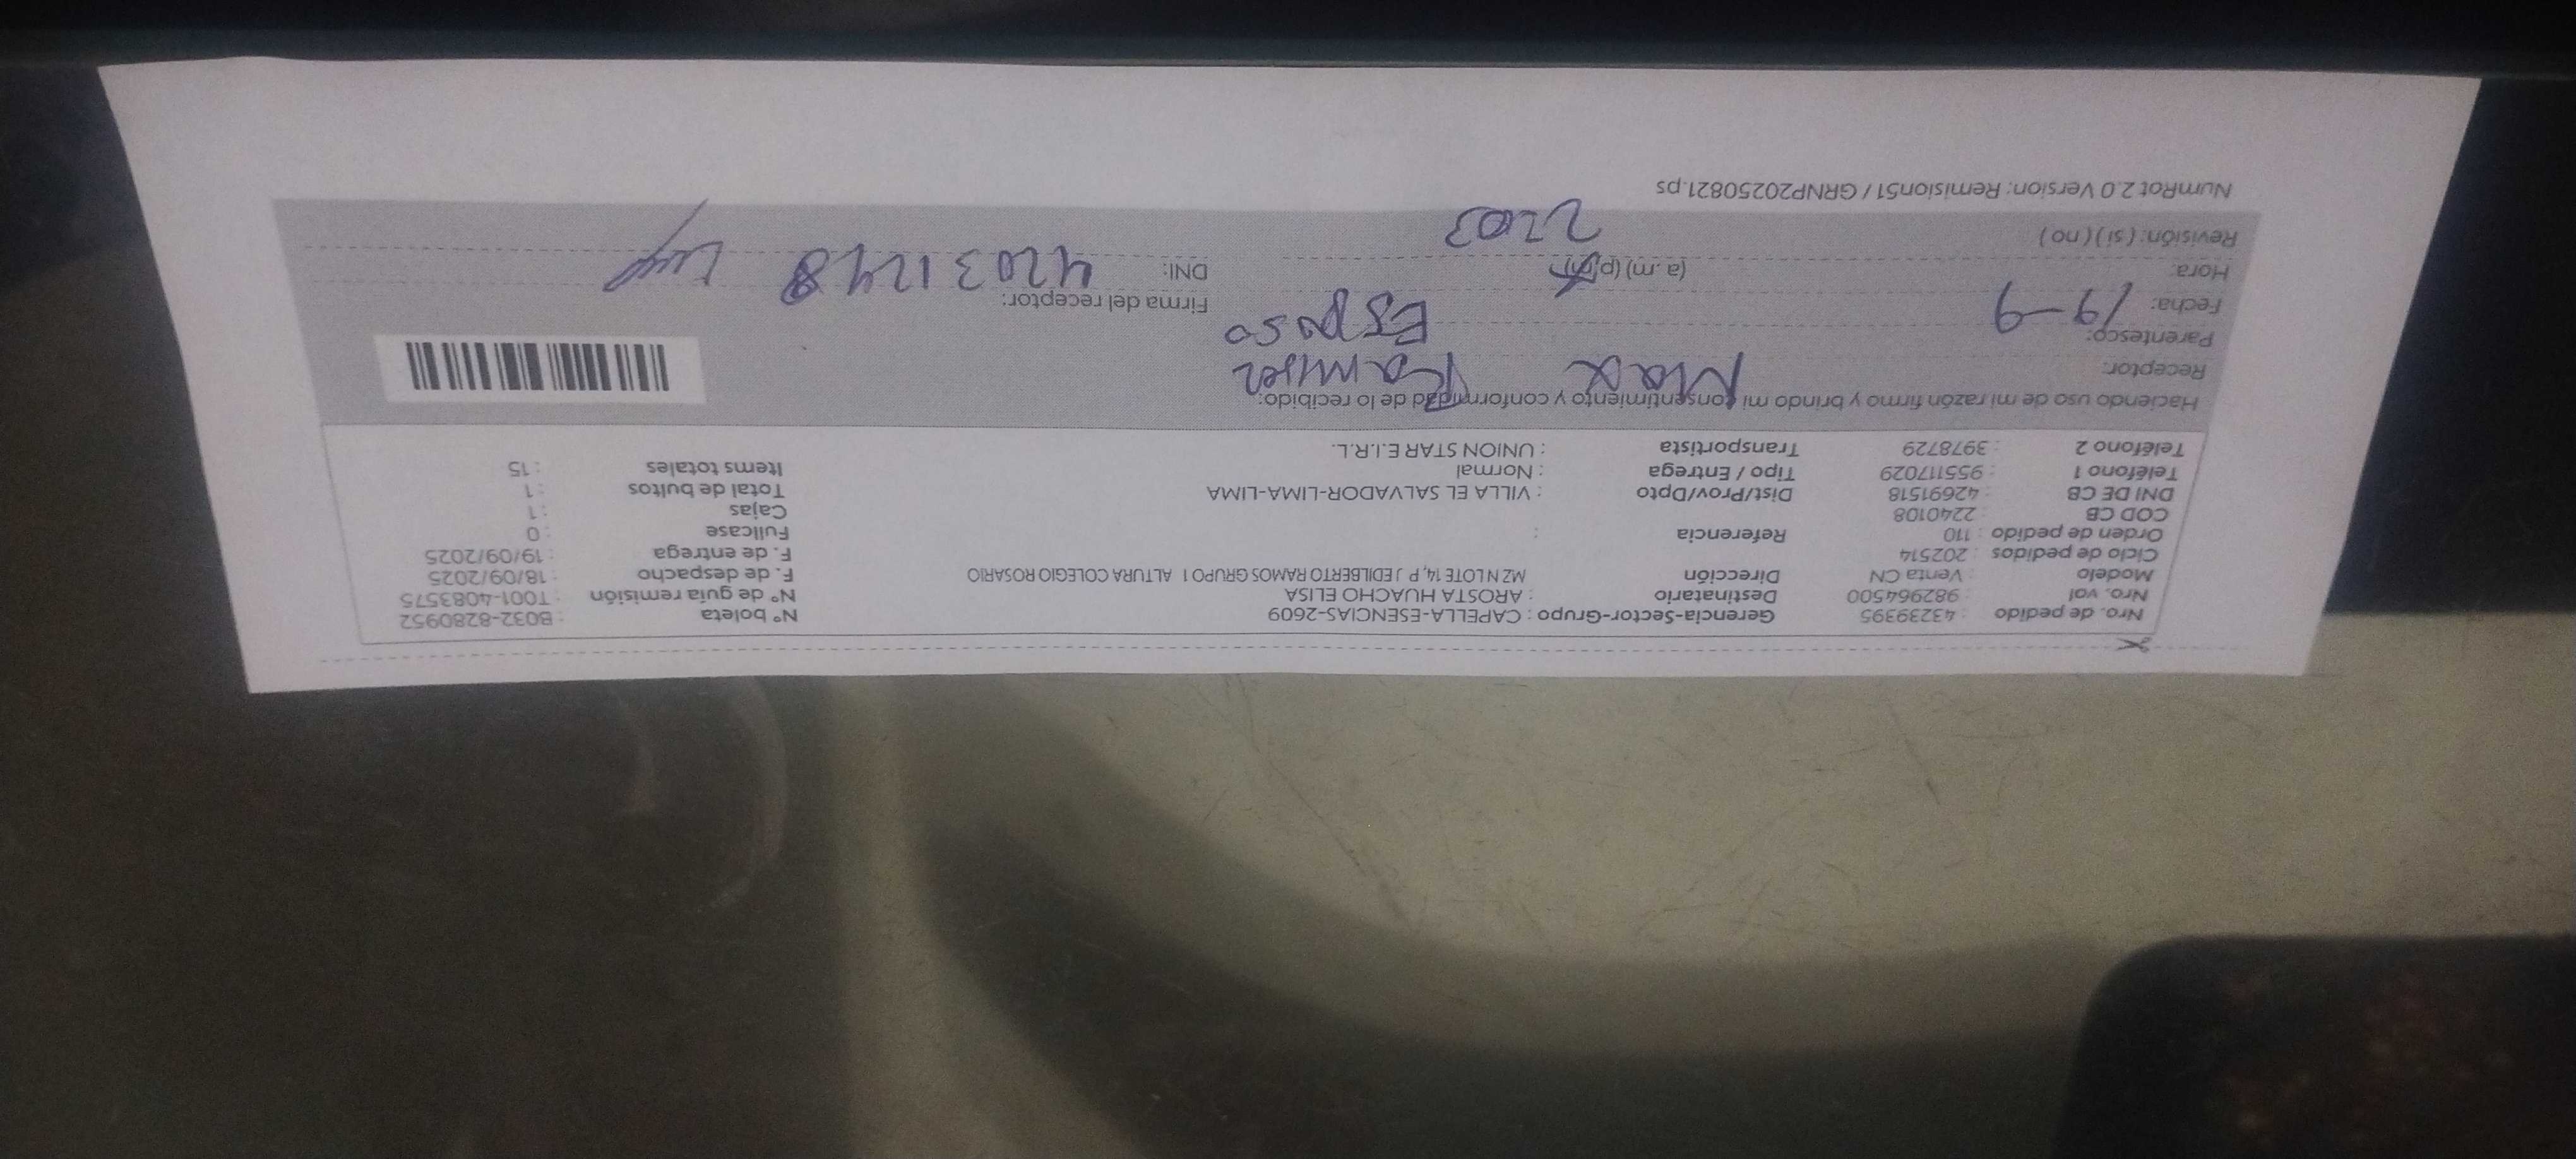 Nro. de pedido : 43239395 Gerencia-Sector-Grupo : CAPELLA-ESENCIAS-2609 N° boleta : B032-8280952
Nro. vol : 982964500 Destinatario : AROSTA HUACHO ELISA N° de guía remisión : T001-4083575
Modelo : Venta CN Dirección MZ N LOTE 14, P J EDILBERTO RAMOS GRUPO 1 ALTURA COLEGIO ROSARIO F. de despacho : 18/09/2025
Ciclo de pedidos : 202514 F. de entrega : 19/09/2025
Orden de pedido : 110 Referencia : Fullcase : 0
COD CB : 2240108 Cajas : 1
DNI DE CB : 42691518 Dist/Prov/Dpto : VILLA EL SALVADOR-LIMA-LIMA Total de bultos : 1
Teléfono 1 : 955117029 Tipo / Entrega : Normal Items totales : 15
Teléfono 2 : 3978729 Transportista : UNION STAR E.I.R.L.
Haciendo uso de mi razón firmo y brindo mi consentimiento y conformidad de lo recibido:
Receptor: Max Ramirez
Parentesco: Esposo
Fecha: 19-9 Firma del receptor:
Hora: (a .m) (p.m) DNI: 42031248
2203
Revisión: ( si ) ( no )
NumRot 2.0 Version: Remision51 / GRNP20250821.ps